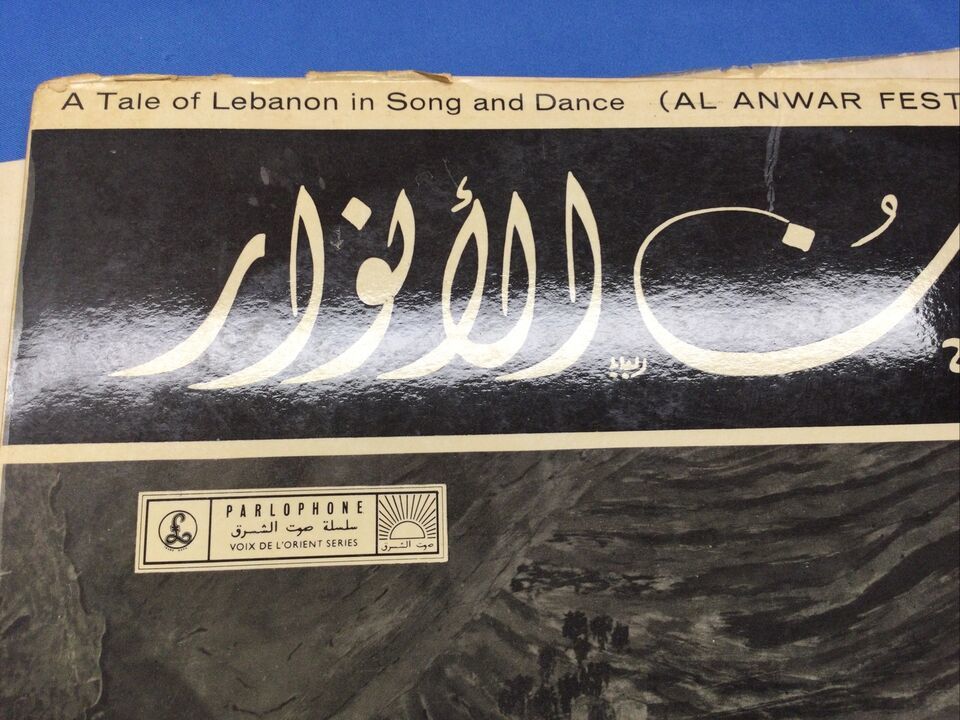 A Tale of Lebanon in Song and Dance (AL ANWAR FEST
الأنوار
PARLOPHONE
سلسلة صوت الشرق
VOIX DE L'ORIENT SERIES
صوت الشرق